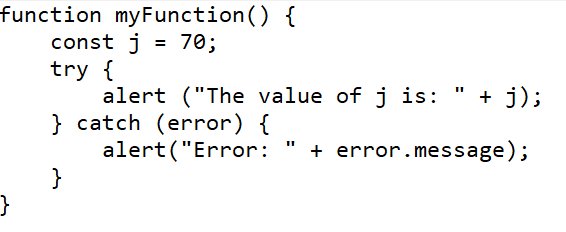 function myFunction() {
    const j = 70;
    try {
        alert ("The value of j is: " + j);
    } catch (error) {
        alert("Error: " + error.message);
    }
}